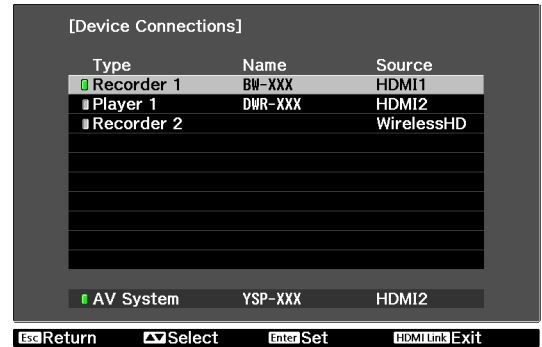 [Device Connections]
Type Name Source
Recorder 1 BW-XXX HDMI1
Player 1 DWR-XXX HDMI2
Recorder 2 WirelessHD
AV System YSP-XXX HDMI2
Esc Return Select Enter Set HDMI Link Exit